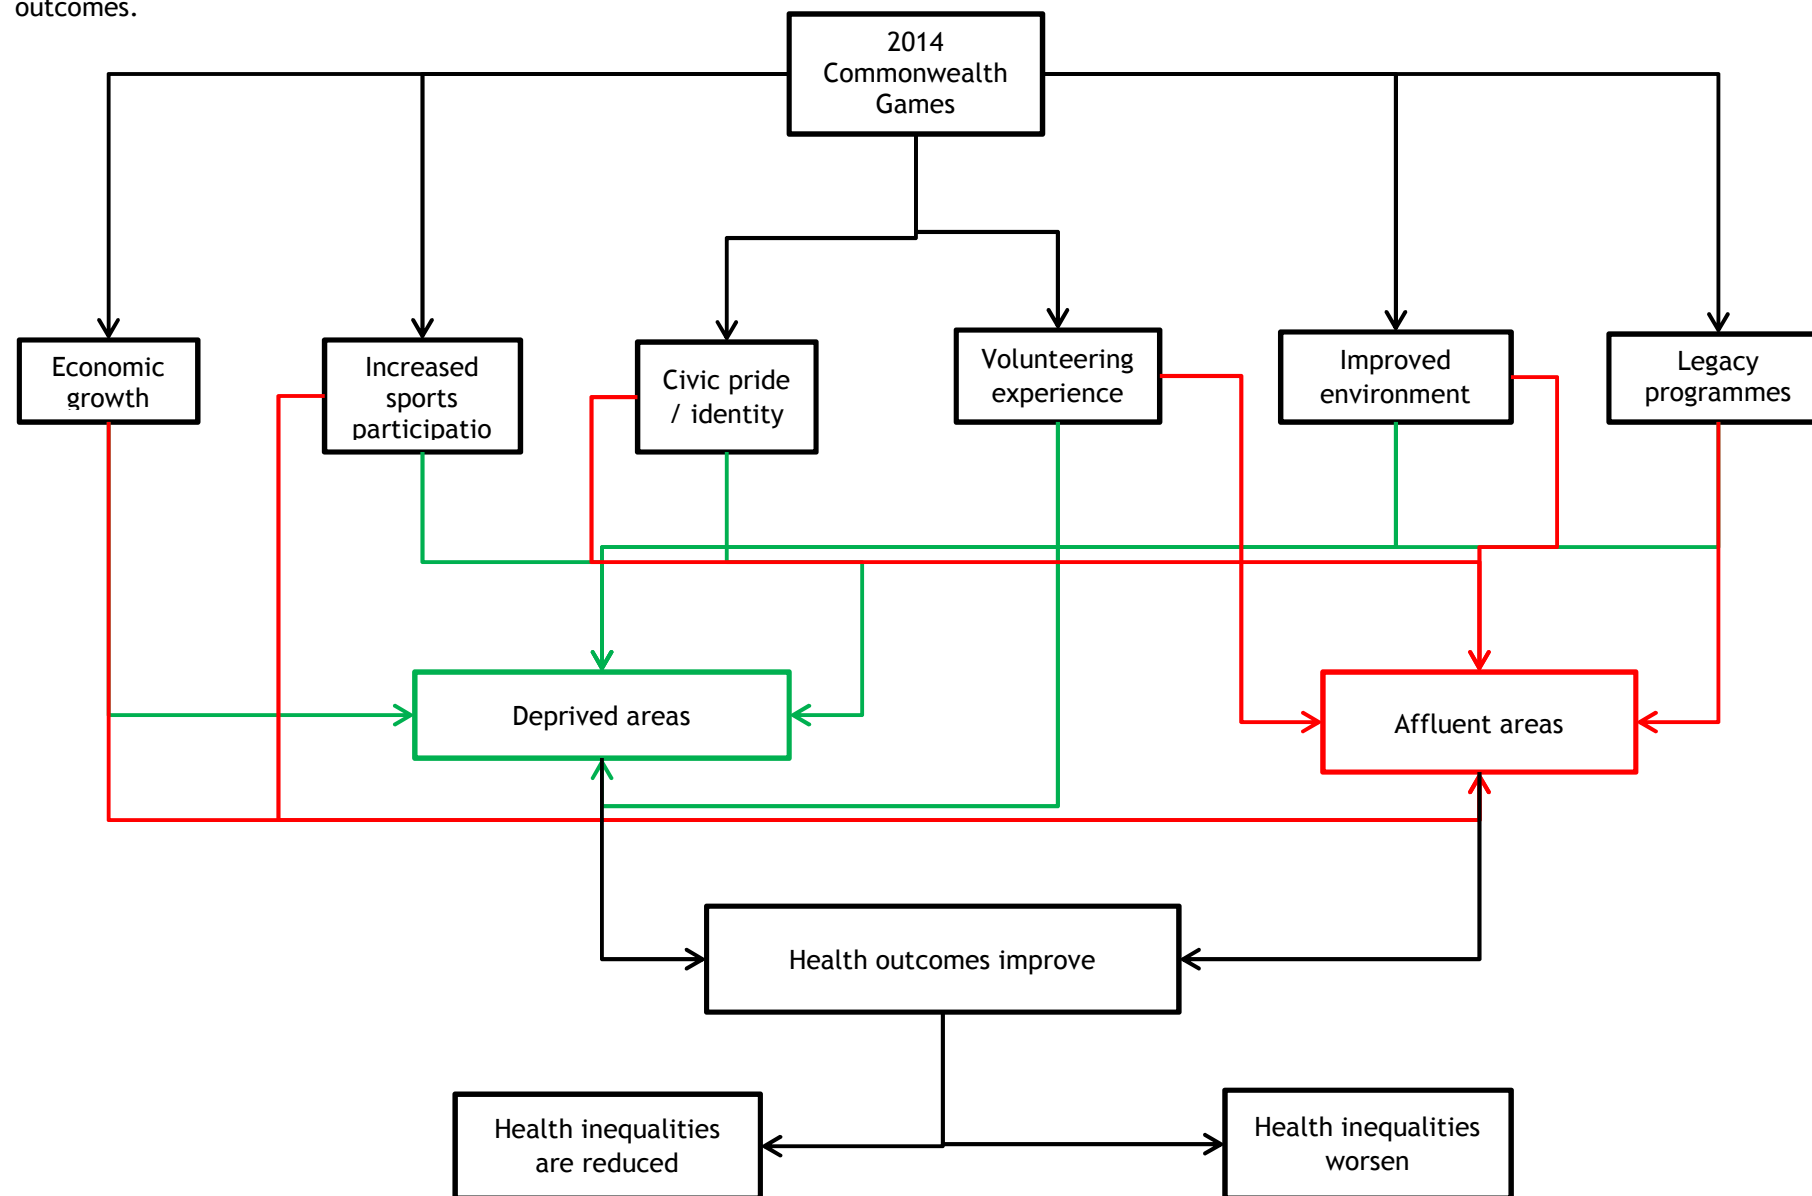 outcomes.
2014
Commonwealth
Games
Economic
growth
Increased
sports
participatio
Civic pride
/ identity
Volunteering
experience
Improved
environment
Legacy
programmes
Deprived areas
Affluent areas
Health outcomes improve
Health inequalities
are reduced
Health inequalities
worsen